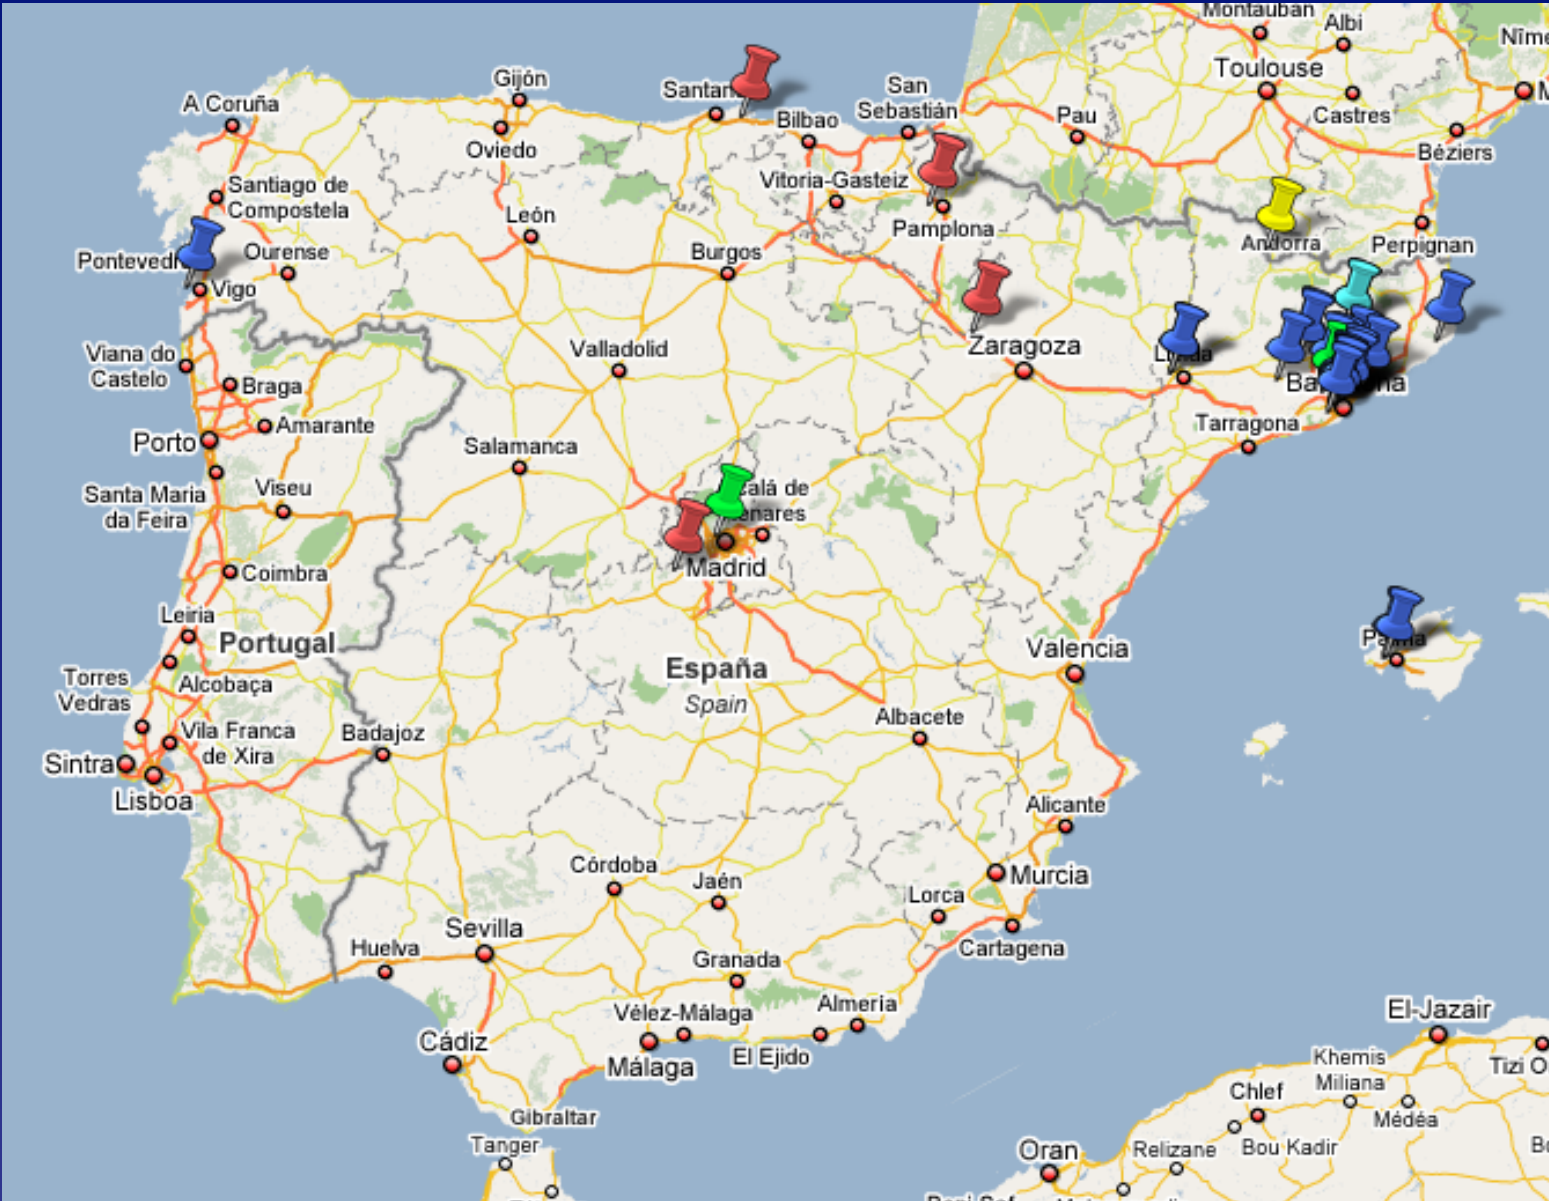 Montauban
Albi
Toulouse
Castres
Béziers
Gijón
Oviedo
A Coruña
Santiago de
Compostela
Bilbao
San
Sebastián
Pau
Vitoria-Gasteiz
Pamplona
Andorra
Perpignan
León
Burgos
Ourense
Vigo
Viana do
Castelo
Braga
Amarante
Porto
Valladolid
Zaragoza
Tarragona
Salamanca
Santa Maria
da Feira
Viseu
Madrid
Coimbra
Leiria
Portugal
España
Spain
Valencia
Torres
Vedras
Alcobaça
Vila Franca
de Xira
Badajoz
Albacete
Sintra
Lisboa
Alicante
Córdoba
Jaén
Murcia
Lorca
Cartagena
Sevilla
Huelva
Granada
Vélez-Málaga
Almería
Cádiz
Málaga
El Ejido
El-Jazair
Khemis
Miliana
Chlef
Médéa
Gibraltar
Tanger
Oran
Relizane
Bou Kadir